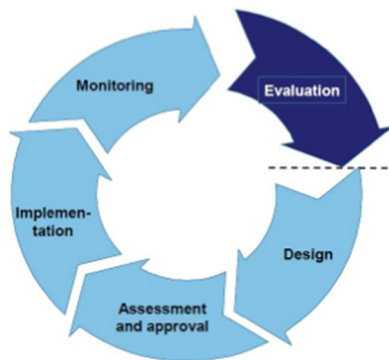 Monitoring
Evaluation
Implemen-
tation
Design
Assessment
and approval